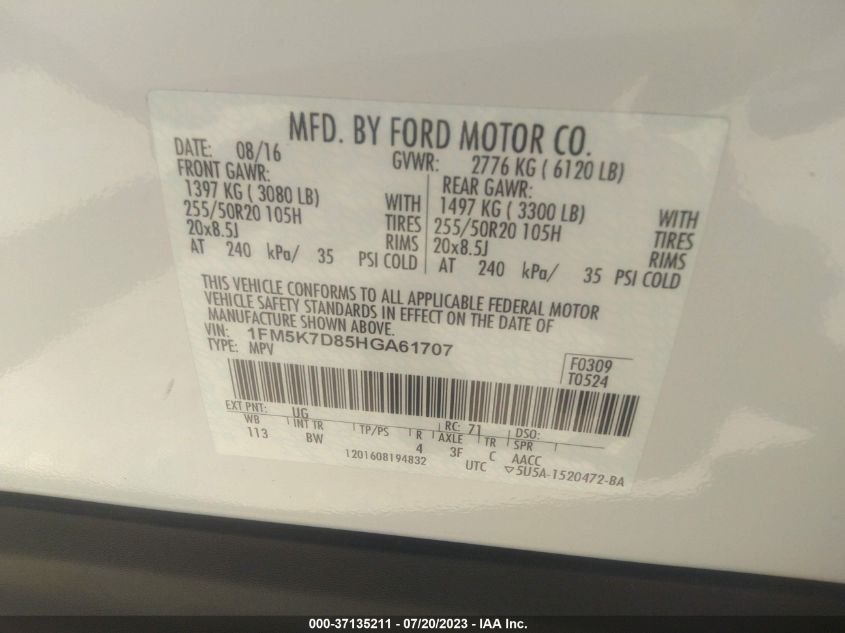 MFD. BY FORD MOTOR CO.
DATE: 08/16 GVWR: 2776 KG ( 6120 LB)
FRONT GAWR: REAR GAWR:
1397 KG ( 3080 LB) WITH 1497 KG ( 3300 LB) WITH
255/50R20 105H TIRES 255/50R20 105H TIRES
20x8.5J RIMS 20x8.5J RIMS
AT 240 kPa/ 35 PSI COLD AT 240 kPa/ 35 PSI COLD
THIS VEHICLE CONFORMS TO ALL APPLICABLE FEDERAL MOTOR
VEHICLE SAFETY STANDARDS IN EFFECT ON THE DATE OF
MANUFACTURE SHOWN ABOVE.
VIN: 1FM5K7D85HGA61707
TYPE: MPV
F0309
T0524
EXT PNT: UG RC: 71 DSO:
WB INT TR TP/PS R AXLE TR SPR
113 BW 4 3F C AACC
1201608194832 UTC ▽5U5A-1520472-BA
000-37135211 / 07/20/2023 - IAA Inc.